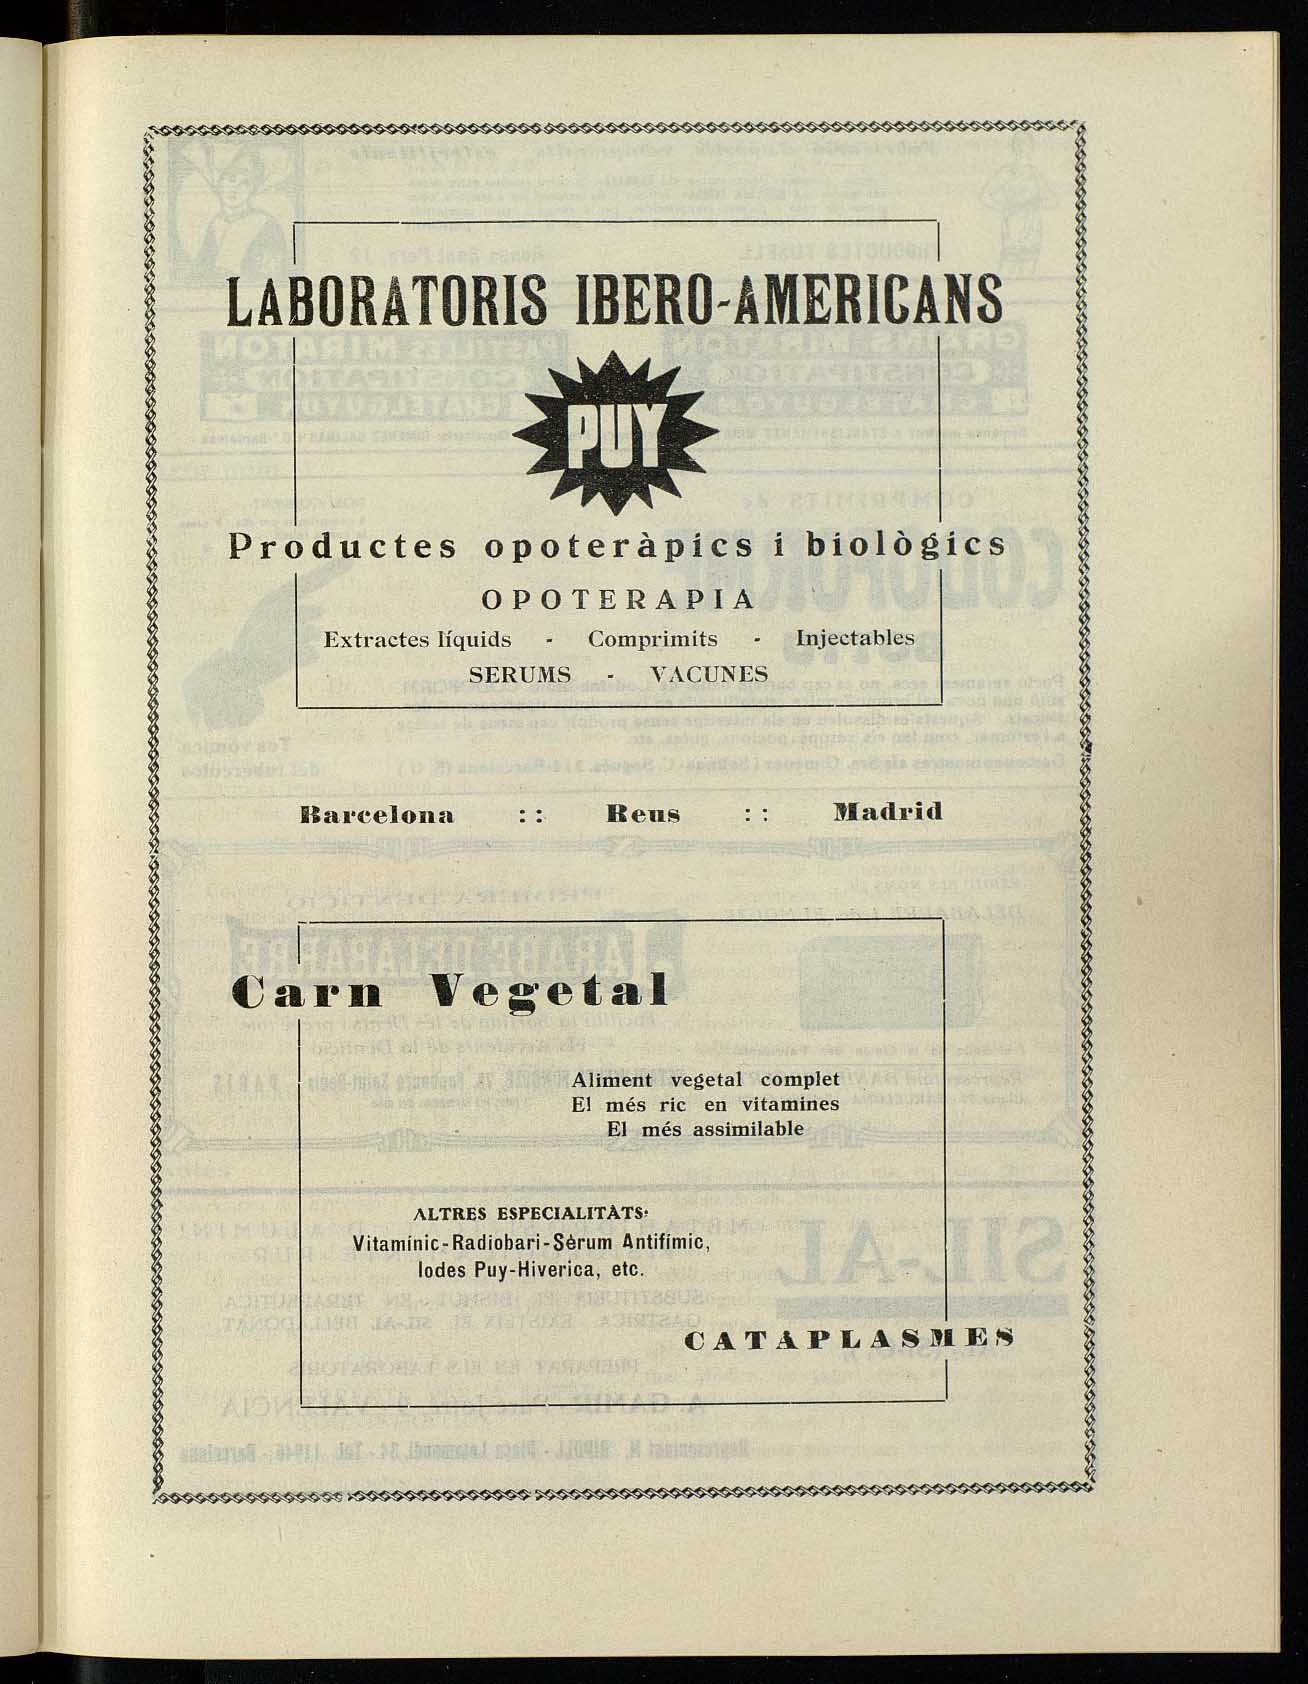 LABORATORIS IBERO-AMERICANS
PUY
Productes opoteràpics i biològics
OPOTERAPIA
Extractes líquids - Comprimits - Injectables
SERUMS - VACUNES
Barcelona :: Reus :: Madrid
Carn Vegetal
Aliment vegetal complet
El més ric en vitamines
El més assimilable
ALTRES ESPECIALITATS:
Vitamínic-Radiobari-Sèrum Antifímic,
Iodes Puy-Hiverica, etc.
CATAPLASMES